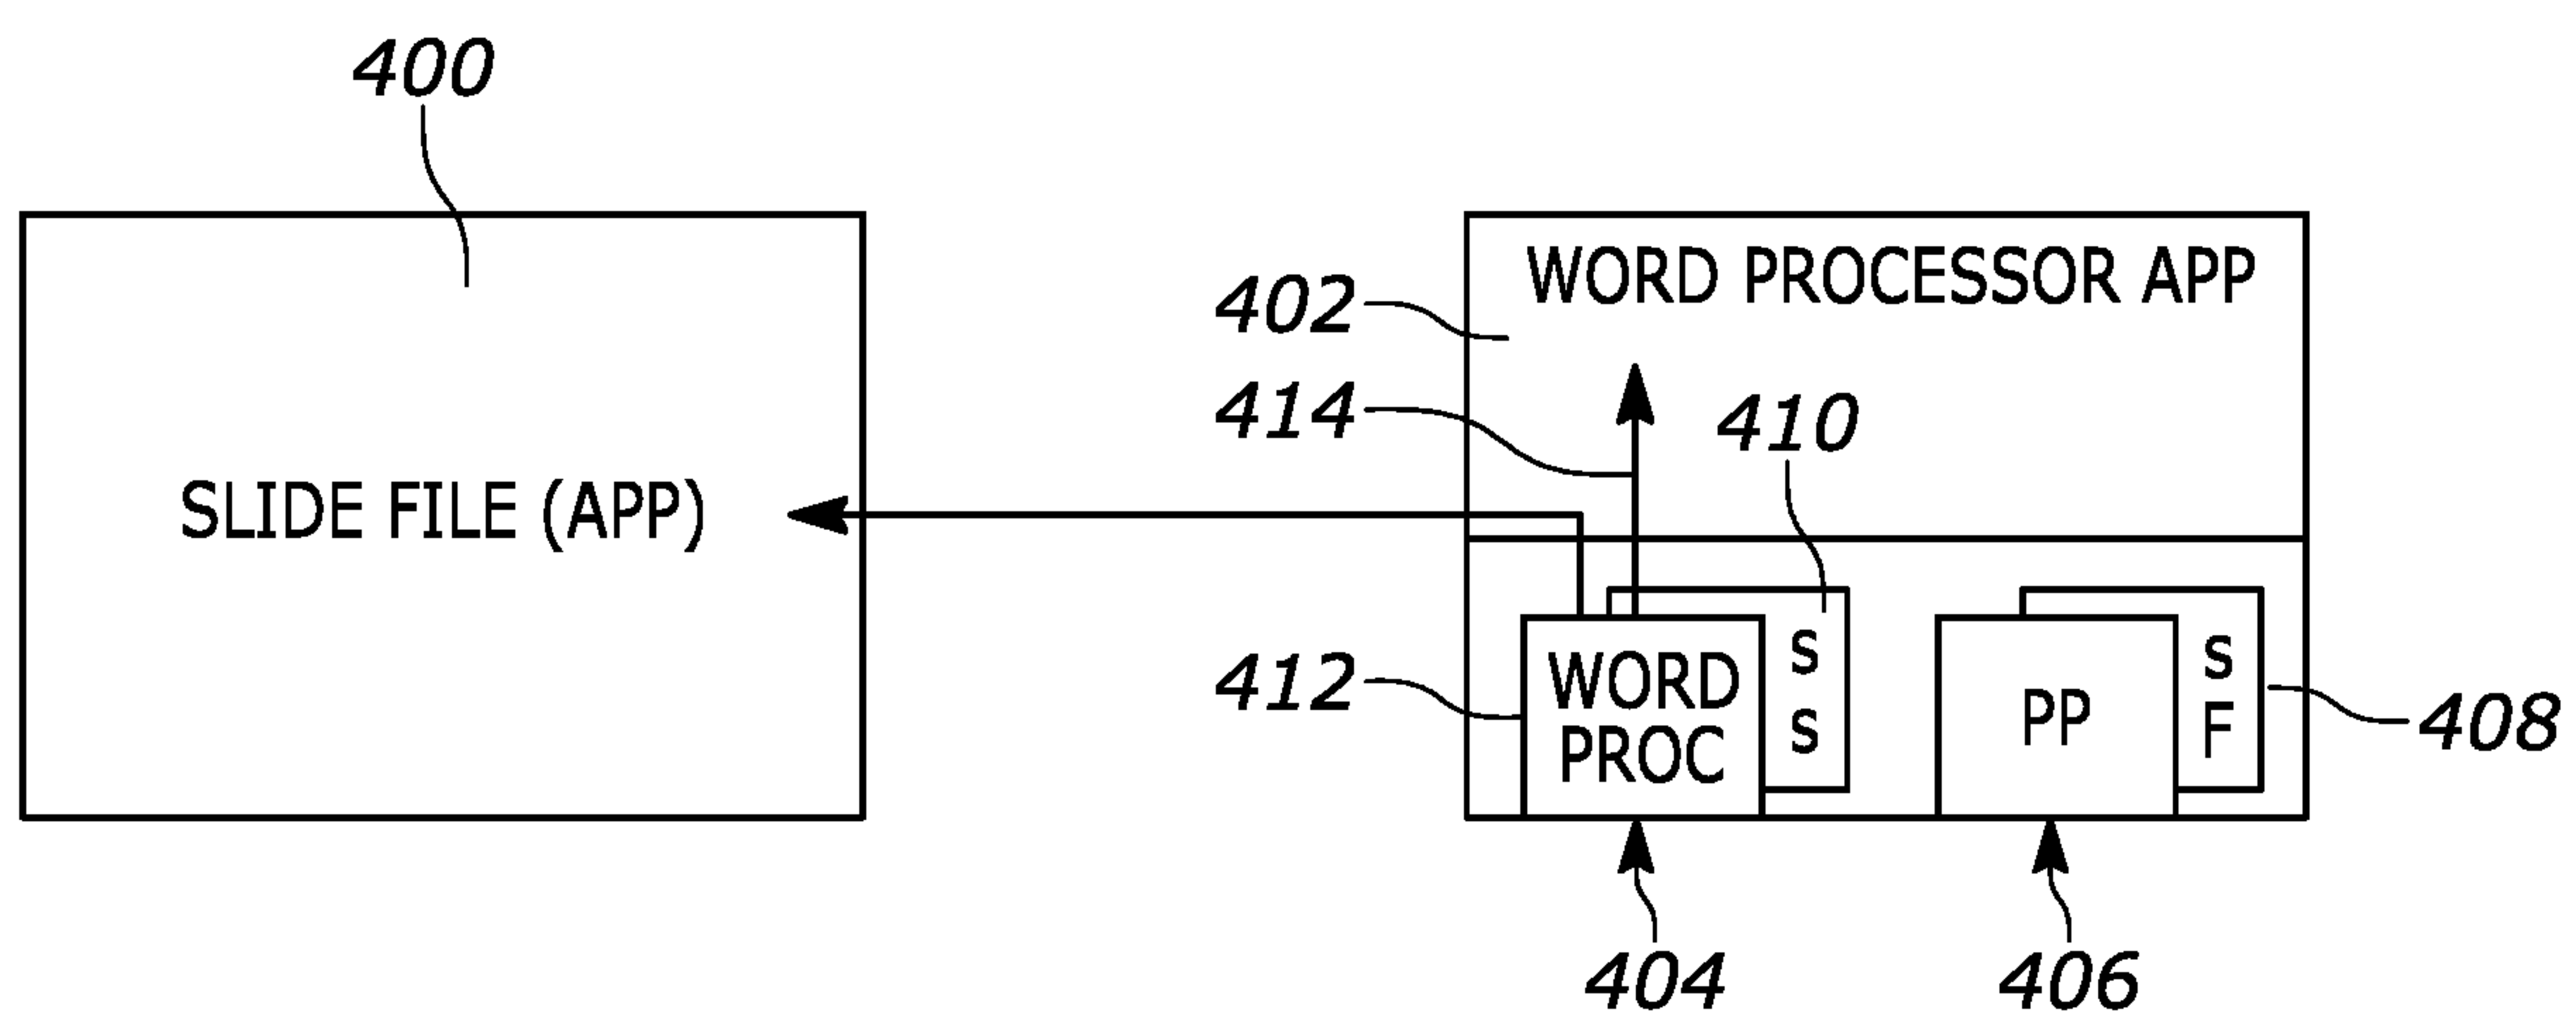 400
WORD PROCESSOR APP
402
414
410
SLIDE FILE (APP)
412
WORD
PROC
S
S
PP
S
F
408
404
406